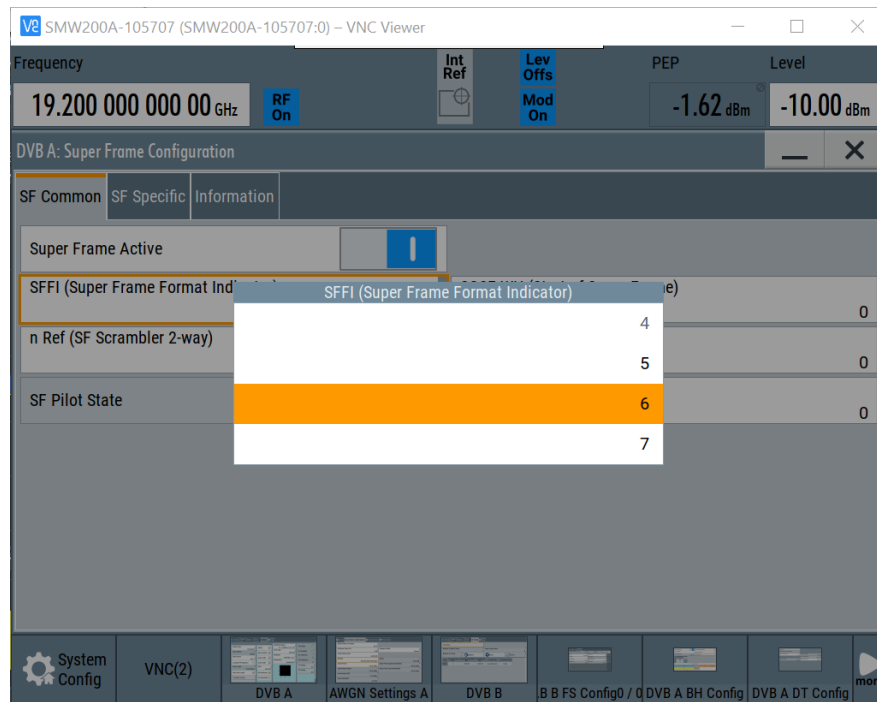 SMW200A-105707 (SMW200A-105707:0) – VNC Viewer
Frequency
Int Ref
Lev Offs
PEP
Level
19.200 000 000 00 GHz
RF On
Mod On
-1.62 dBm
-10.00 dBm
DVB A: Super Frame Configuration
SF Common
SF Specific
Information
Super Frame Active
SFFI (Super Frame Format Ind
SFFI (Super Frame Format Indicator)
0
n Ref (SF Scrambler 2-way)
0
SF Pilot State
0
4
5
6
7
System Config
VNC(2)
DVB A
AWGN Settings A
DVB B
B B FS Config0 / 0
DVB A BH Config
DVB A DT Config